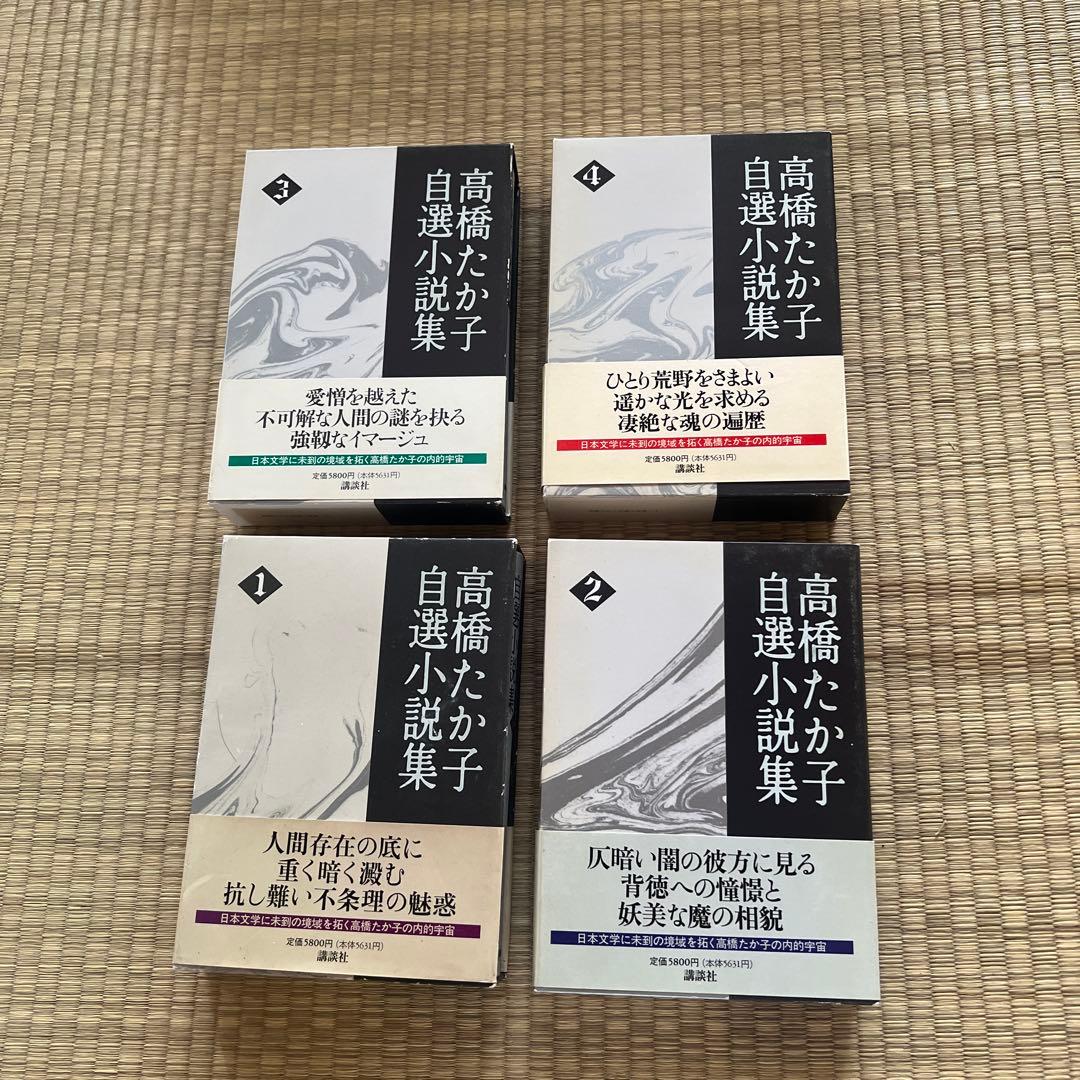 3
高橋たか子
自選小説集
愛憎を越えた
不可解な人間の謎を抉る
強靱なイマージュ
日本文学に未到の境域を拓く高橋たか子の内的宇宙
定価5800円(本体5631円)
講談社
4
高橋たか子
自選小説集
ひとり荒野をさまよい
遥かな光を求める
凄絶な魂の遍歴
日本文学に未到の境域を拓く高橋たか子の内的宇宙
定価5800円(本体5631円)
講談社
1
高橋たか子
自選小説集
人間存在の底に
重く暗く澱む
抗し難い不条理の魅惑
日本文学に未到の境域を拓く高橋たか子の内的宇宙
定価5800円(本体5631円)
講談社
2
高橋たか子
自選小説集
仄暗い闇の彼方に見る
背徳への憧憬と
妖美な魔の相貌
日本文学に未到の境域を拓く高橋たか子の内的宇宙
定価5800円(本体5631円)
講談社